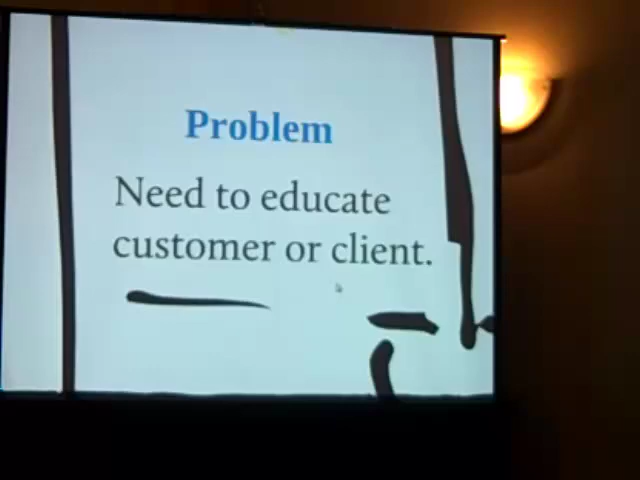 Problem
Need to educate
customer or client.